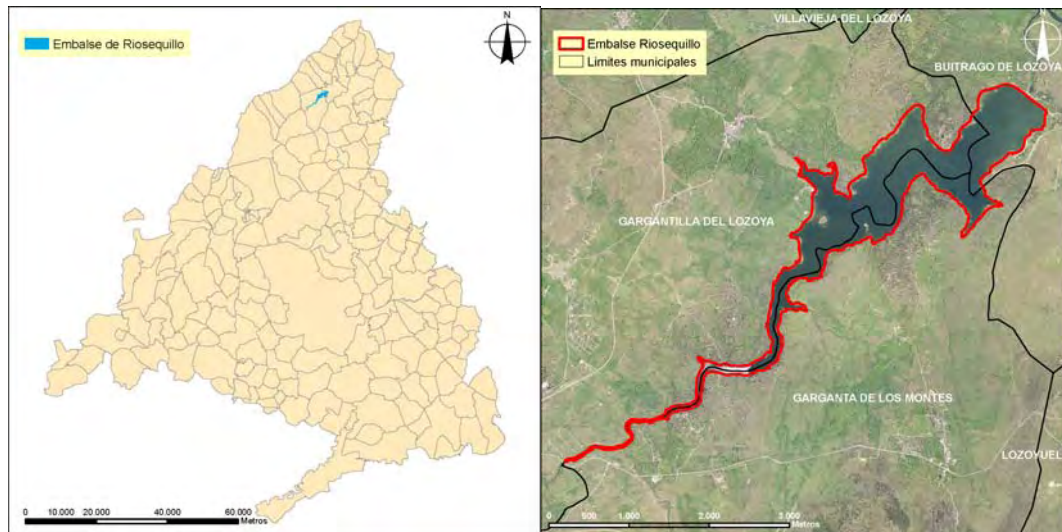 Embalse de Riosequillo
N
0 10.000 20.000 40.000 60.000
Metros
VILLAVIEJA DEL LOZOYA
Embalse Riosequillo
Límites municipales
BUITRAGO DE LOZOYA
GARGANTILLA DEL LOZOYA
GARGANTA DE LOS MONTES
LOZOYUEL
0 500 1.000 2.000 3.000
Metros